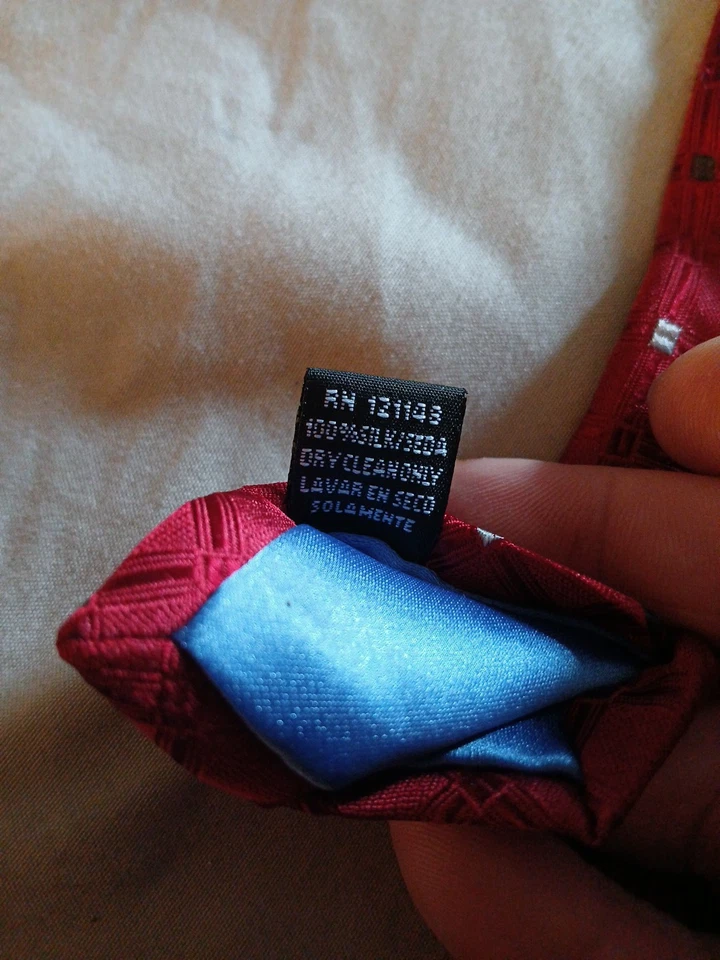 RN 121148
100%SILK/SEDA
DRY CLEAN ONLY
LAVAR EN SECO
SOLAMENTE